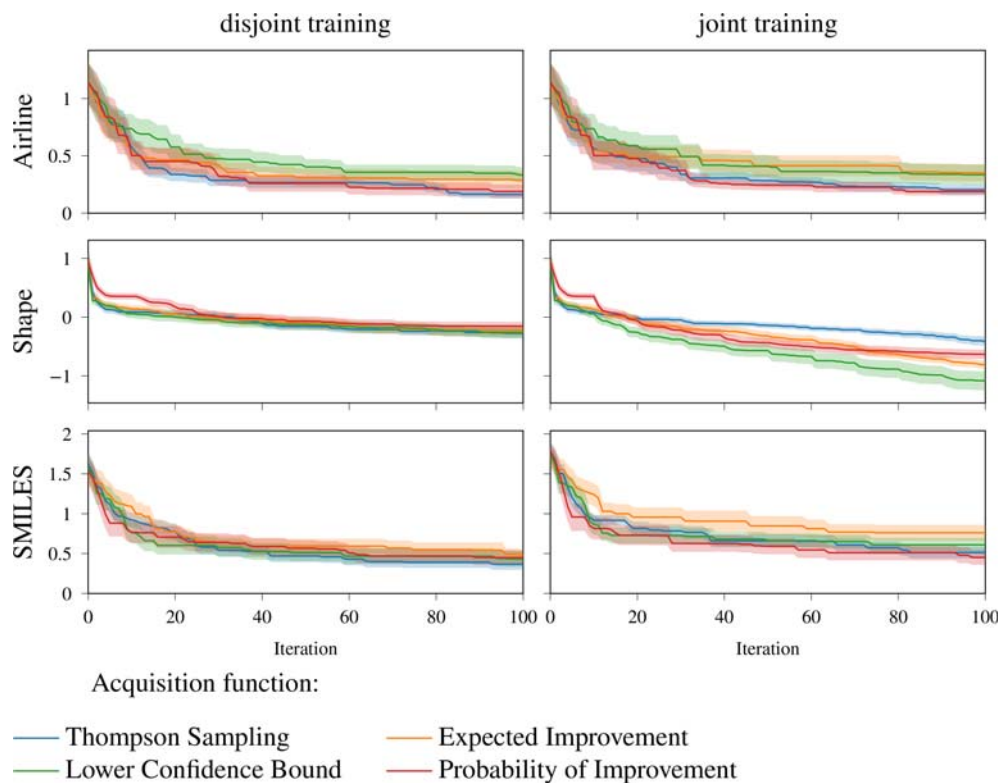 disjoint training
joint training
Airline
1
0.5
0
Shape
1
0
−1
SMILES
2
1.5
1
0.5
0
0 20 40 60 80 100
0 20 40 60 80 100
Iteration
Iteration
Acquisition function:
Thompson Sampling
Expected Improvement
Lower Confidence Bound
Probability of Improvement